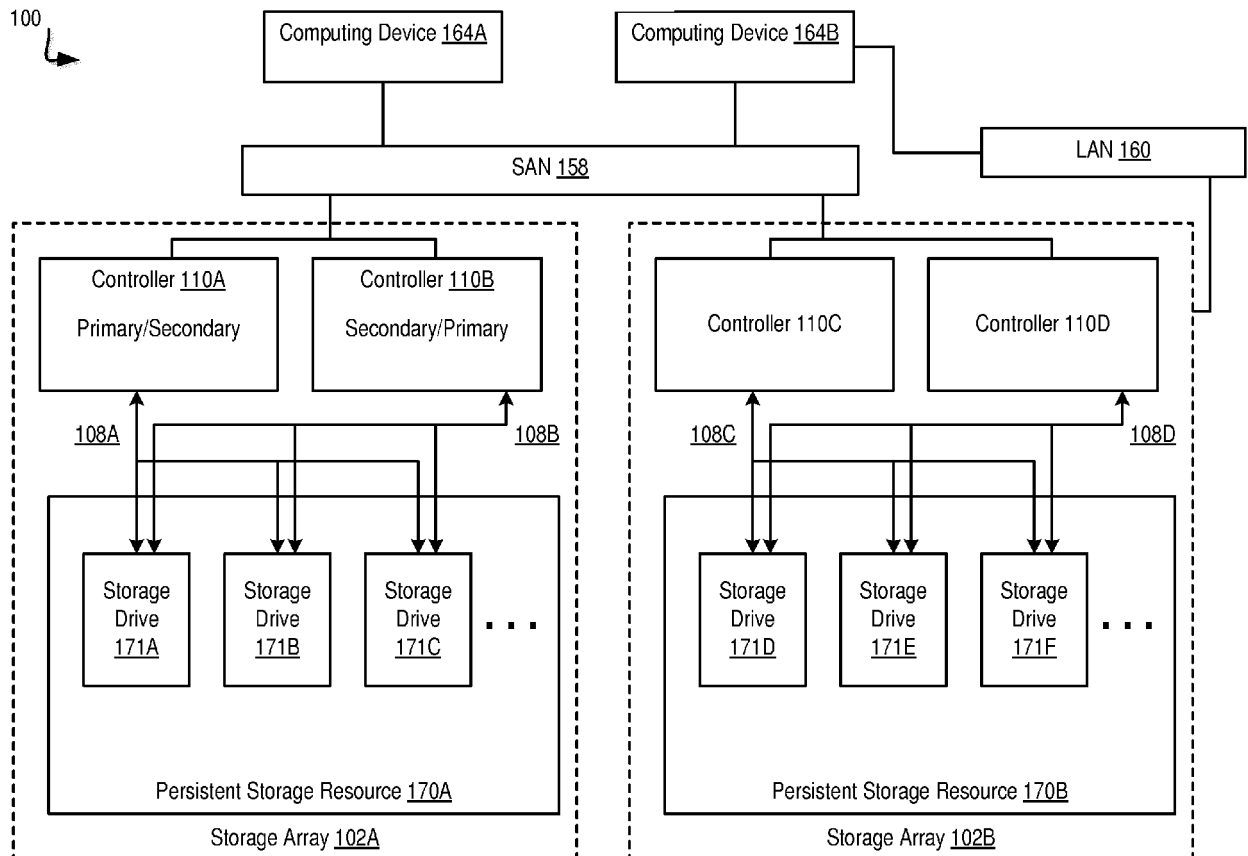 100
Computing Device 164A
Computing Device 164B
LAN 160
SAN 158
Controller 110A
Primary/Secondary
Controller 110B
Secondary/Primary
Controller 110C
Controller 110D
108A
108B
108C
108D
Storage
Drive
171A
Storage
Drive
171B
Storage
Drive
171C
. . .
Storage
Drive
171D
Storage
Drive
171E
Storage
Drive
171F
. . .
Persistent Storage Resource 170A
Persistent Storage Resource 170B
Storage Array 102A
Storage Array 102B